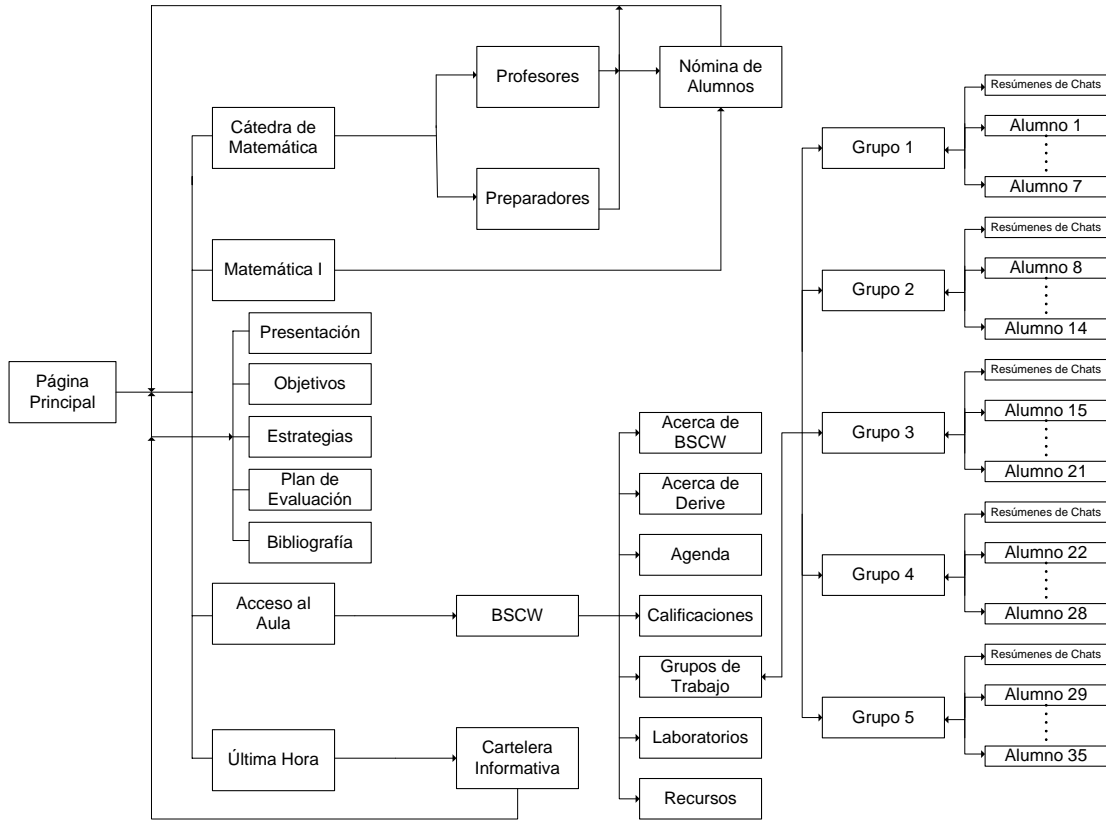 Página
Principal
Cátedra de
Matemática
Profesores
Preparadores
Nómina de
Alumnos
Matemática I
Presentación
Objetivos
Estrategias
Plan de
Evaluación
Bibliografía
Acceso al
Aula
BSCW
Última Hora
Cartelera
Informativa
Acerca de
BSCW
Acerca de
Derive
Agenda
Calificaciones
Grupos de
Trabajo
Laboratorios
Recursos
Grupo 1
Resúmenes de Chats
Alumno 1
Alumno 7
Grupo 2
Resúmenes de Chats
Alumno 8
Alumno 14
Grupo 3
Resúmenes de Chats
Alumno 15
Alumno 21
Grupo 4
Resúmenes de Chats
Alumno 22
Alumno 28
Grupo 5
Resúmenes de Chats
Alumno 29
Alumno 35